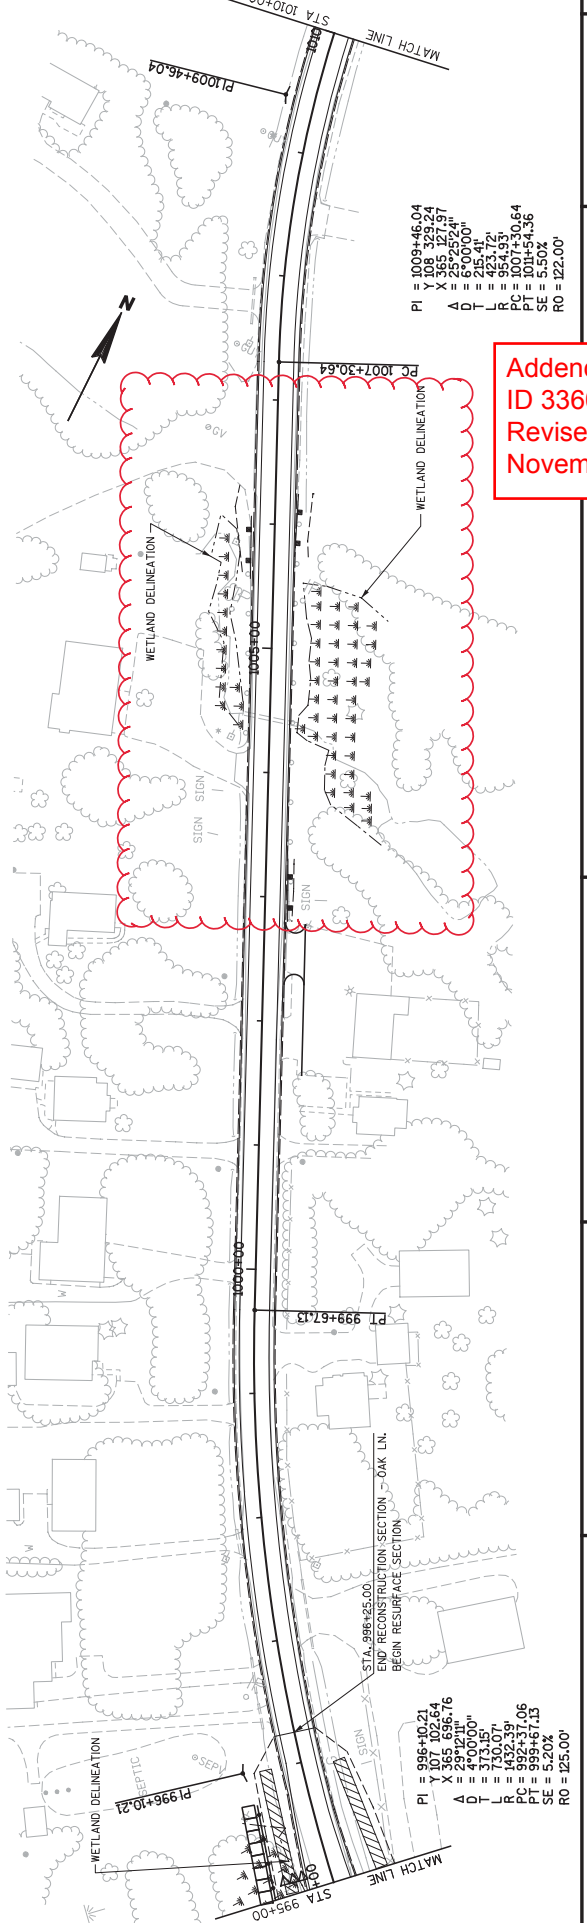 STA 1010+0
MATCH LINE
1010
PI 1009+46.04
PI = 1009+46.04
Y 108 329.24
X 365 127.97
Δ = 25°25'24"
D = 6°00'00"
T = 215.41'
L = 423.72'
R = 954.93'
PC = 1007+30.64
PT = 1011+54.36
SE = 5.50%
RO = 122.00'
N
PC 1007+30.64
GV
WETLAND DELINEATION
WETLAND DELINEATION
1005+00
SIGN
SIGN
SIGN
1000+00
PT 999+67.13
W
W
STA. 996+25.00
END RECONSTRUCTION SECTION - OAK LN.
BEGIN RESURFACE SECTION
SIGN
PI = 996+10.21
Y 107 102.64
X 365 696.76
Δ = 29°12'11"
D = 4°00'00"
T = 373.15'
L = 730.07'
R = 1432.39'
PC = 992+37.06
PT = 999+67.13
SE = 5.20%
RO = 125.00'
WETLAND DELINEATION
SEPTIC
SEPV
PI 996+10.21
+00
STA 995+00
MATCH LINE
ID 336
Revise
Novem